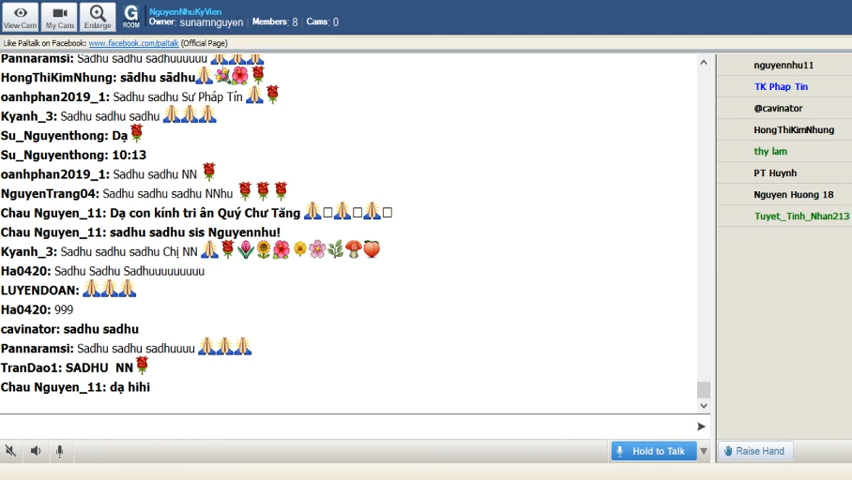 View Cam
My Cam
Enlarge
G ROOM
NguyenNhuKyVien
Owner: sunamnguyen Members: 8 Cams: 0
Like Paltalk on Facebook: www.facebook.com/paltalk (Official Page)
Pannaramsi: Sadhu sadhu sadhuuuuuu 🙏🙏🙏
HongThiKimNhung: sādhu sādhu🙏💐🌺🌹
oanhphan2019_1: Sadhu sadhu Sư Pháp Tín 🙏🌹
Kyanh_3: Sadhu sadhu sadhu 🙏🙏🙏
Su_Nguyenthong: Dạ🌹
Su_Nguyenthong: 10:13
oanhphan2019_1: Sadhu sadhu NN 🌹
NguyenTrang04: Sadhu sadhu sadhu NNhu 🌹🌹🌹
Chau Nguyen_11: Dạ con kính tri ân Quý Chư Tăng 🙏□🙏□🙏□
Chau Nguyen_11: sadhu sadhu sis Nguyennhu!
Kyanh_3: Sadhu sadhu sadhu Chị NN 🙏🌹🌷🌻🌺🌼🌸🌿🍄🍑
Ha0420: Sadhu Sadhu Sadhuuuuuuuuu
LUYENDOAN: 🙏🙏🙏
Ha0420: 999
cavinator: sadhu sadhu
Pannaramsi: Sadhu sadhu sadhuuuu 🙏🙏🙏
TranDao1: SADHU NN🌹
Chau Nguyen_11: dạ hihi
nguyennhu11
TK Phap Tin
@cavinator
HongThiKimNhung
thy lam
PT Huynh
Nguyen Huong 18
Tuyet_Tinh_Nhan213
Hold to Talk
Raise Hand